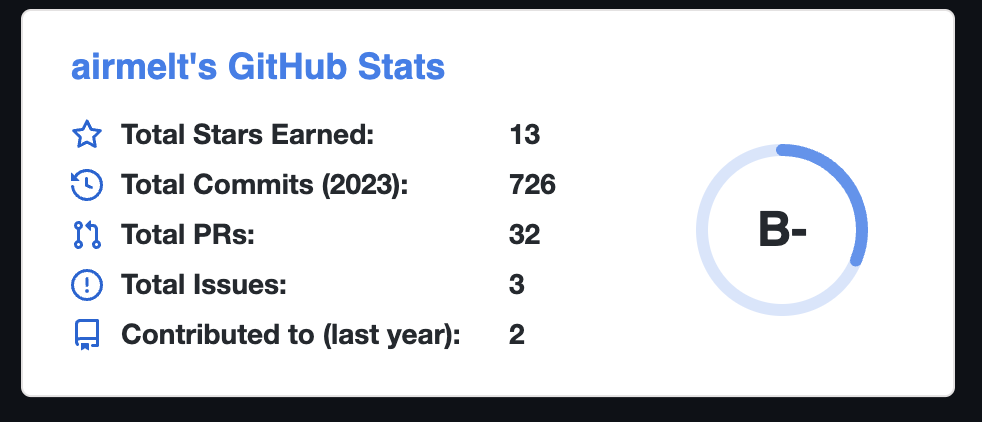 airmelt's GitHub Stats
Total Stars Earned: 13
Total Commits (2023): 726
Total PRs: 32
Total Issues: 3
Contributed to (last year): 2
B-